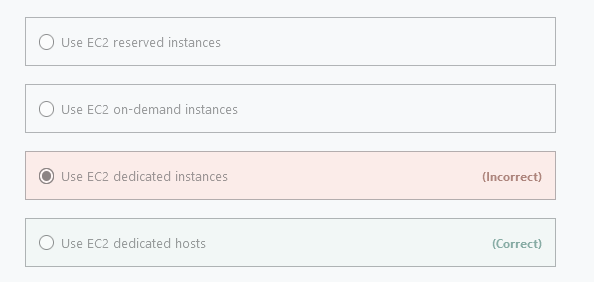 Use EC2 reserved instances
Use EC2 on-demand instances
Use EC2 dedicated instances (Incorrect)
Use EC2 dedicated hosts (Correct)